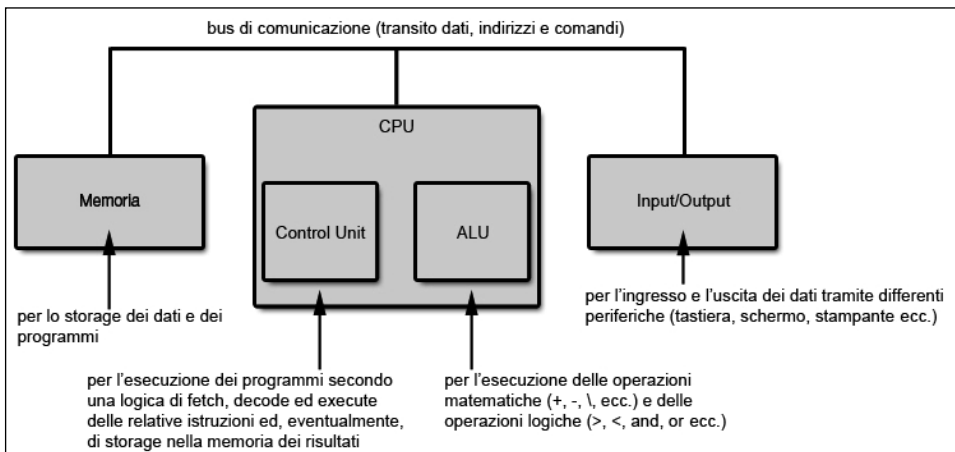 bus di comunicazione (transito dati, indirizzi e comandi)
CPU
Memoria
Control Unit
ALU
Input/Output
per lo storage dei dati e dei
programmi
per l'ingresso e l'uscita dei dati tramite differenti
periferiche (tastiera, schermo, stampante ecc.)
per l'esecuzione dei programmi secondo
una logica di fetch, decode ed execute
delle relative istruzioni ed, eventualmente,
di storage nella memoria dei risultati
per l'esecuzione delle operazioni
matematiche (+, -, \, ecc.) e delle
operazioni logiche (>, <, and, or ecc.)